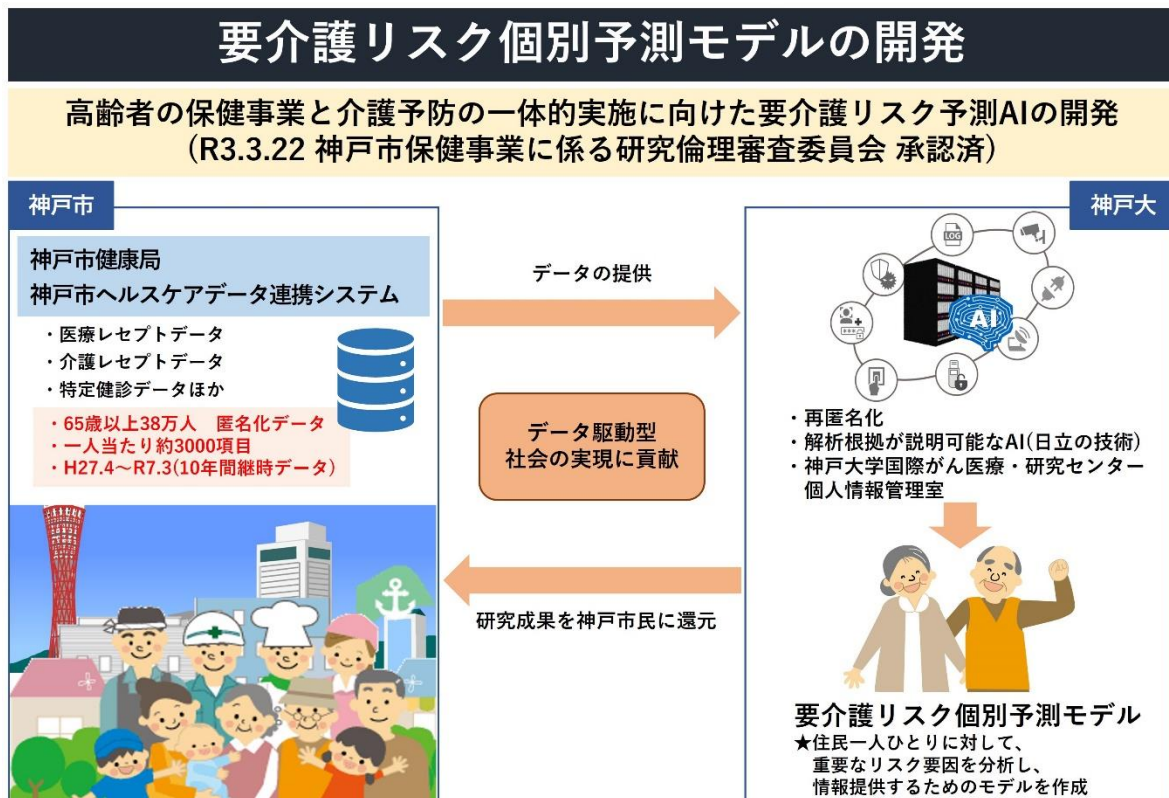 要介護リスク個別予測モデルの開発
高齢者の保健事業と介護予防の一体的実施に向けた要介護リスク予測AIの開発
(R3.3.22 神戸市保健事業に係る研究倫理審査委員会 承認済)
神戸市
神戸市健康局
神戸市ヘルスケアデータ連携システム
・医療レセプトデータ
・介護レセプトデータ
・特定健診データほか
・65歳以上38万人　匿名化データ
・一人当たり約3000項目
・H27.4～R7.3(10年間継時データ)
データの提供
データ駆動型
社会の実現に貢献
研究成果を神戸市民に還元
神戸大
LOG
AI
・再匿名化
・解析根拠が説明可能なAI(日立の技術)
・神戸大学国際がん医療・研究センター
個人情報管理室
要介護リスク個別予測モデル
★住民一人ひとりに対して、
重要なリスク要因を分析し、
情報提供するためのモデルを作成